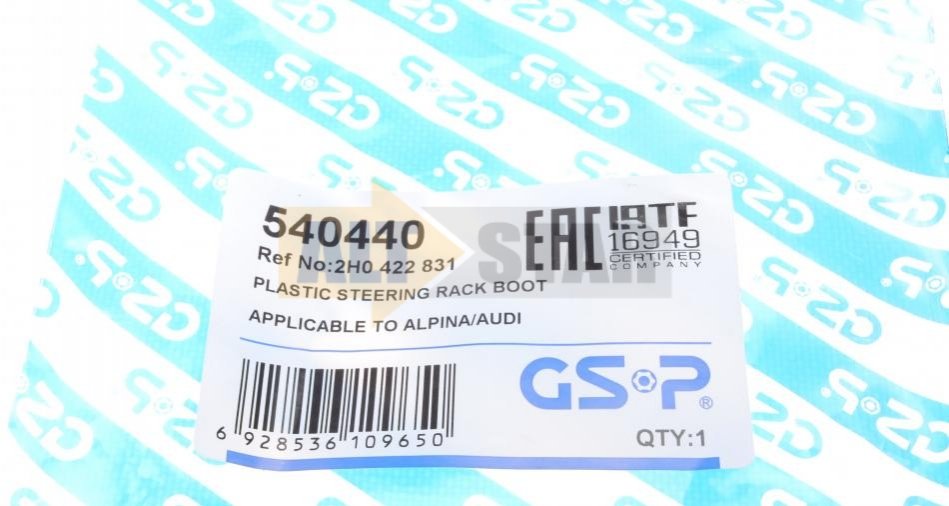 540440
Ref No:2H0 422 831
PLASTIC STEERING RACK BOOT
APPLICABLE TO ALPINA/AUDI
EAC
IATF
16949
CERTIFIED
COMPANY
GSP®
6 928536 109650
QTY:1